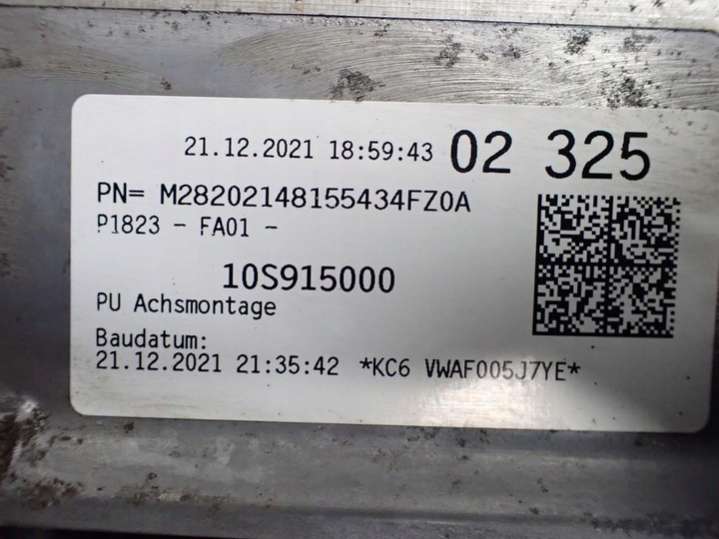 21.12.2021 18:59:43 02 325
PN= M28202148155434FZ0A
P1823 - FA01 -
10S915000
PU Achsmontage
Baudatum:
21.12.2021 21:35:42 *KC6 VWAF005J7YE*